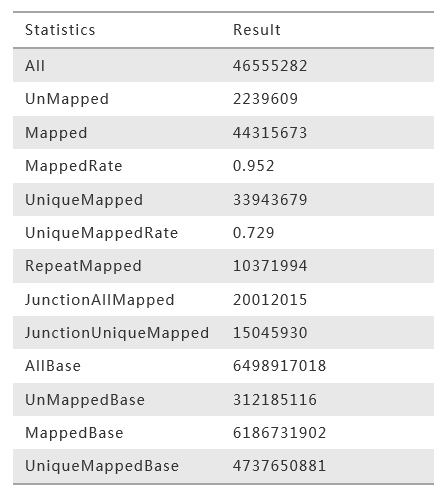 Statistics Result
All 46555282
UnMapped 2239609
Mapped 44315673
MappedRate 0.952
UniqueMapped 33943679
UniqueMappedRate 0.729
RepeatMapped 10371994
JunctionAllMapped 20012015
JunctionUniqueMapped 15045930
AllBase 6498917018
UnMappedBase 312185116
MappedBase 6186731902
UniqueMappedBase 4737650881